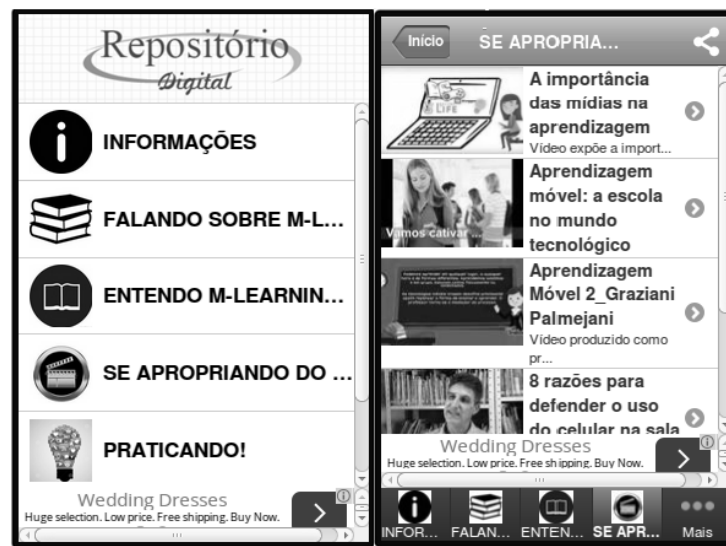 Repositório
Digital
INFORMAÇÕES
FALANDO SOBRE M-L...
ENTENDO M-LEARNIN...
SE APROPRIANDO DO ...
PRATICANDO!
Wedding Dresses
Huge selection. Low price. Free shipping. Buy Now.
Início
SE APROPRIA...
LIFE
A importância
das mídias na
aprendizagem
Vídeo expõe a import...
Vamos cativar ...
Aprendizagem
móvel: a escola
no mundo
tecnológico
Aprendizagem
Móvel 2_Graziani
Palmejani
Vídeo produzido como
pr...
8 razões para
defender o uso
do celular na sala
Wedding Dresses
Huge selection. Low price. Free shipping. Buy Now.
INFOR...
FALAN...
ENTEN...
SE APR...
Mais